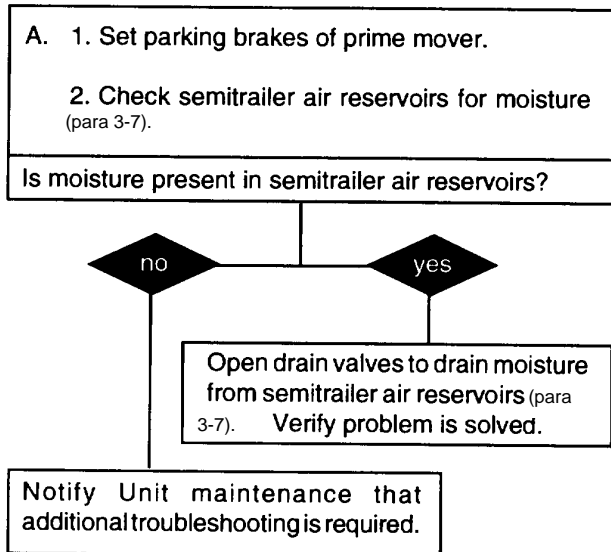 A. 1. Set parking brakes of prime mover.
2. Check semitrailer air reservoirs for moisture
(para 3-7).
Is moisture present in semitrailer air reservoirs?
no
yes
Open drain valves to drain moisture
from semitrailer air reservoirs (para
3-7). Verify problem is solved.
Notify Unit maintenance that
additional troubleshooting is required.